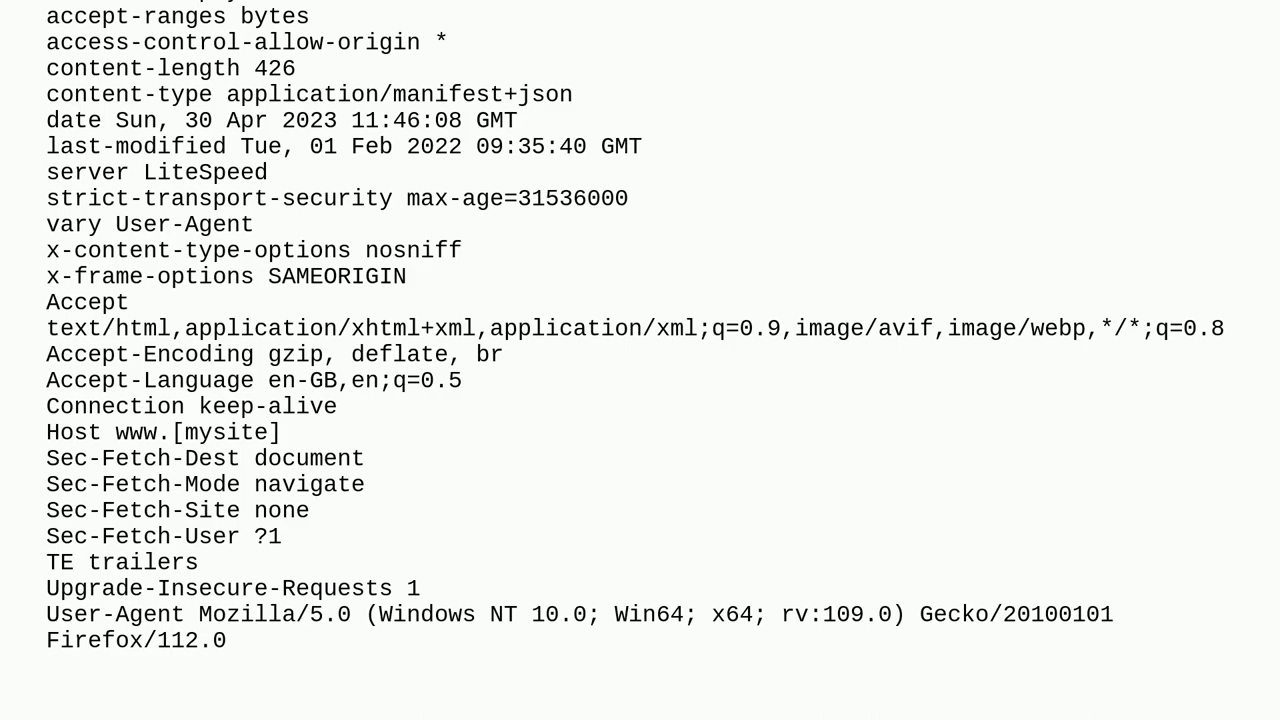 accept-ranges bytes
access-control-allow-origin *
content-length 426
content-type application/manifest+json
date Sun, 30 Apr 2023 11:46:08 GMT
last-modified Tue, 01 Feb 2022 09:35:40 GMT
server LiteSpeed
strict-transport-security max-age=31536000
vary User-Agent
x-content-type-options nosniff
x-frame-options SAMEORIGIN
Accept
text/html,application/xhtml+xml,application/xml;q=0.9,image/avif,image/webp,*/*;q=0.8
Accept-Encoding gzip, deflate, br
Accept-Language en-GB,en;q=0.5
Connection keep-alive
Host www.[mysite]
Sec-Fetch-Dest document
Sec-Fetch-Mode navigate
Sec-Fetch-Site none
Sec-Fetch-User ?1
TE trailers
Upgrade-Insecure-Requests 1
User-Agent Mozilla/5.0 (Windows NT 10.0; Win64; x64; rv:109.0) Gecko/20100101
Firefox/112.0